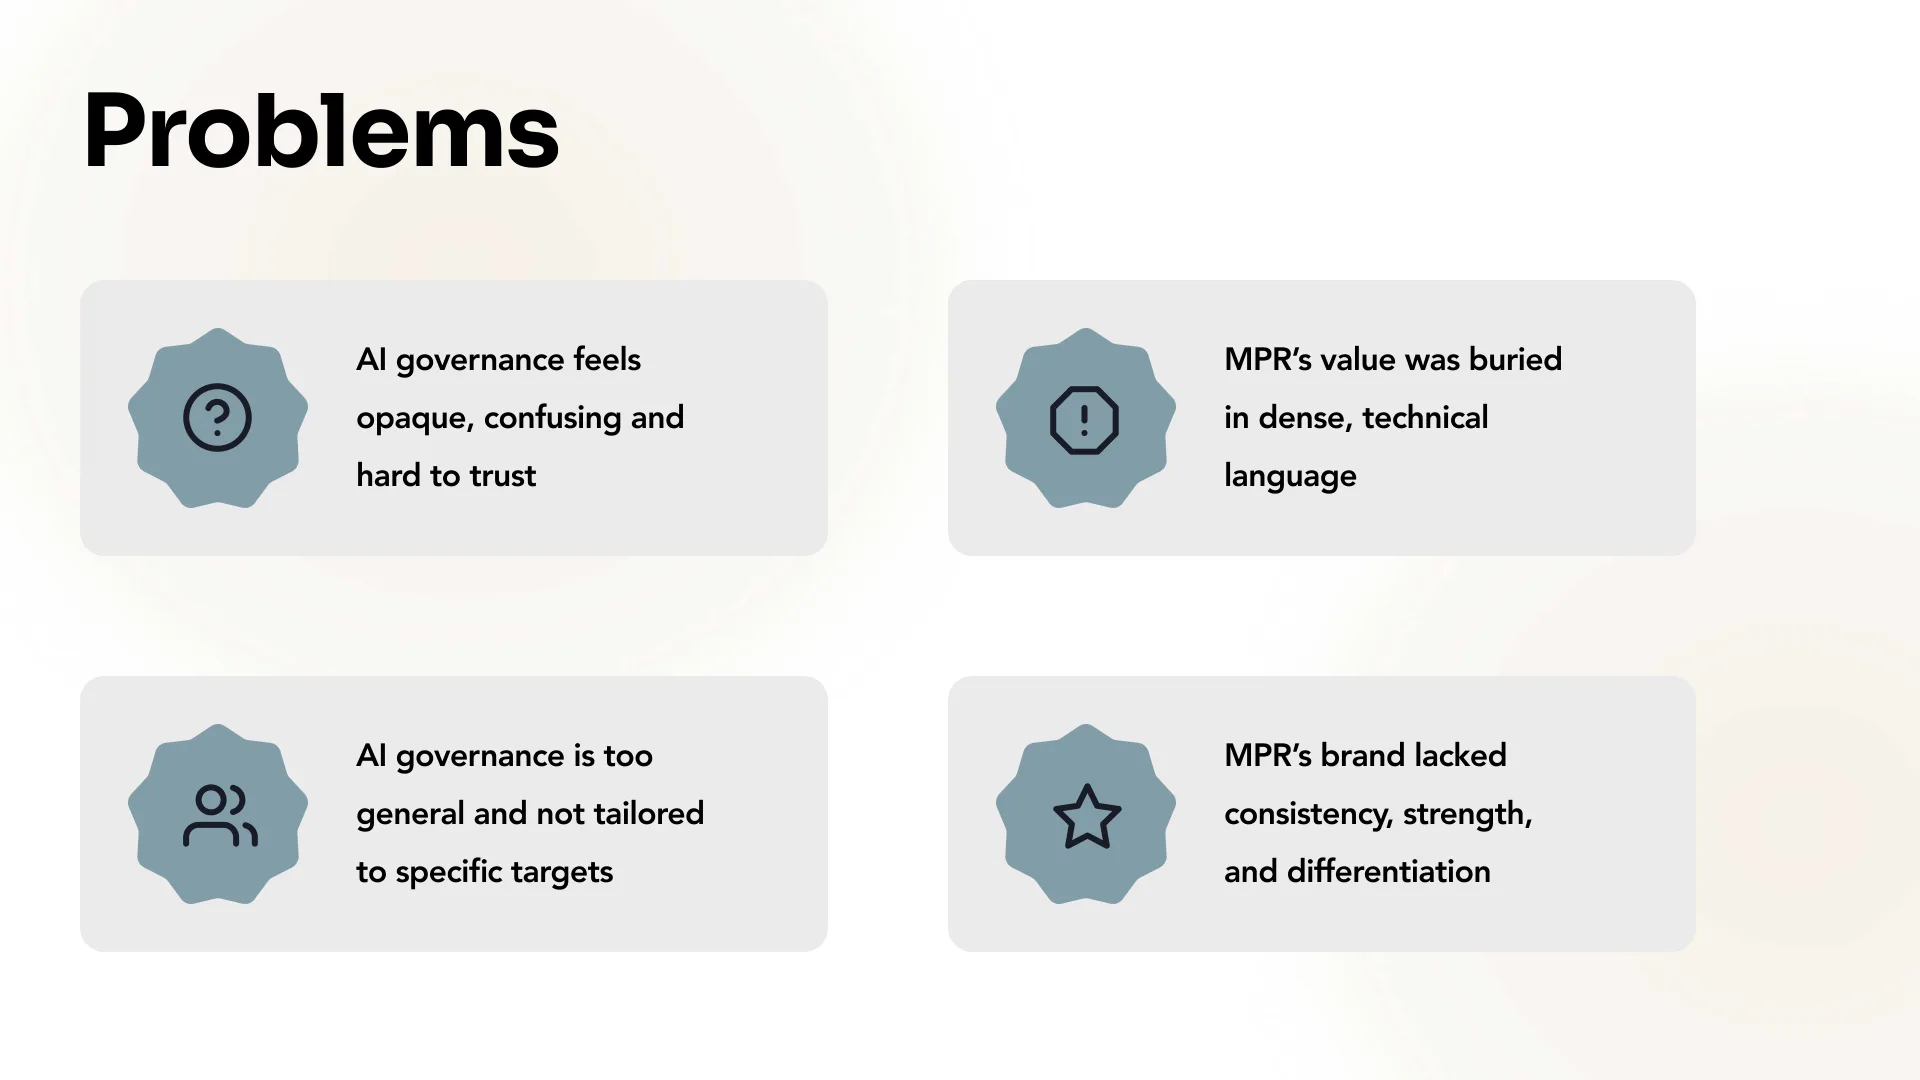 Problems
AI governance feels
opaque, confusing and
hard to trust
MPR’s value was buried
in dense, technical
language
AI governance is too
general and not tailored
to specific targets
MPR’s brand lacked
consistency, strength,
and differentiation